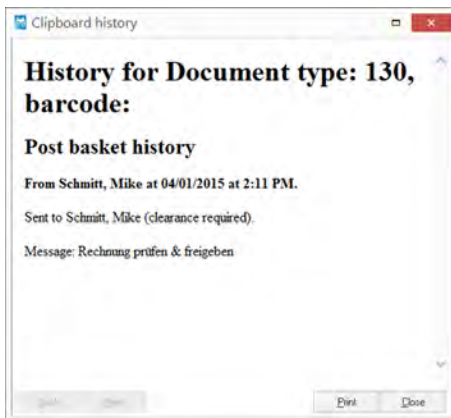 Clipboard history
History for Document type: 130,
barcode:
Post basket history
From Schmitt, Mike at 04/01/2015 at 2:11 PM.
Sent to Schmitt, Mike (clearance required).
Message: Rechnung prüfen & freigeben
Print Close